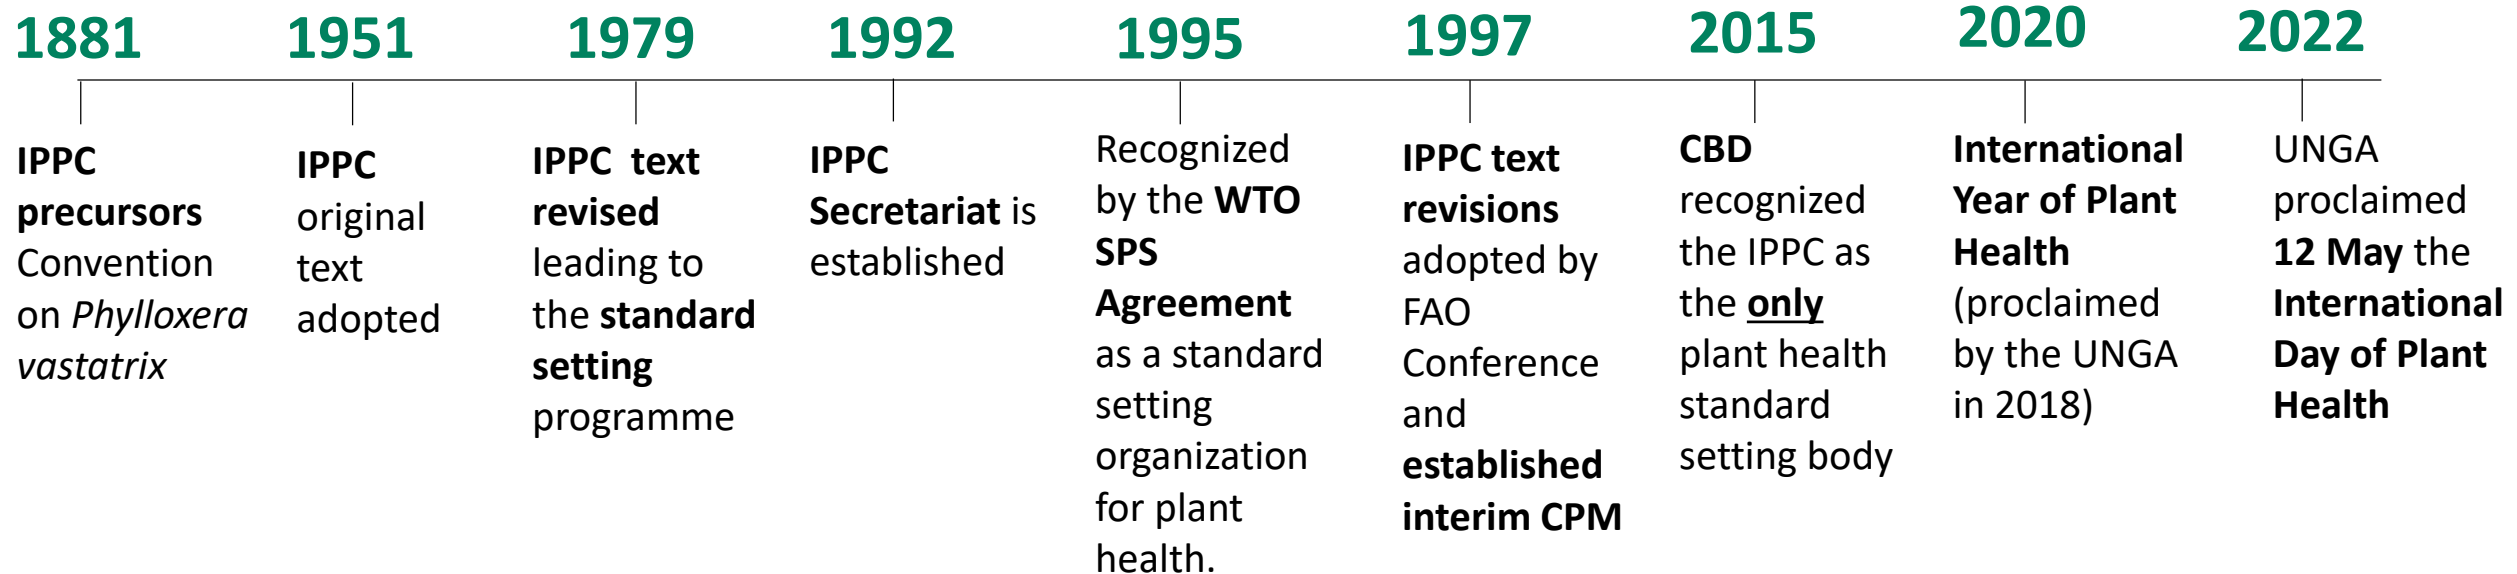 1881
IPPC
precursors
Convention
on Phylloxera
vastatrix
1951
IPPC
original
text
adopted
1979
IPPC  text
revised
leading to
the standard
setting
programme
1992
IPPC
Secretariat is
established
1995
Recognized
by the WTO
SPS
Agreement
as a standard
setting
organization
for plant
health.
1997
IPPC text
revisions
adopted by
FAO
Conference
and
established
interim CPM
2015
CBD
recognized
the IPPC as
the only
plant health
standard
setting body
2020
International
Year of Plant
Health
(proclaimed
by the UNGA
in 2018)
2022
UNGA
proclaimed
12 May the
International
Day of Plant
Health